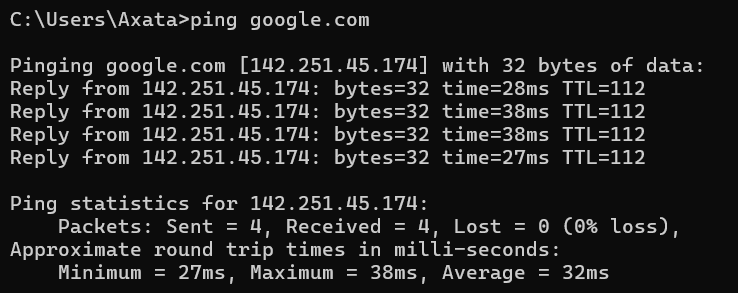 C:\Users\Axata>ping google.com
Pinging google.com [142.251.45.174] with 32 bytes of data:
Reply from 142.251.45.174: bytes=32 time=28ms TTL=112
Reply from 142.251.45.174: bytes=32 time=38ms TTL=112
Reply from 142.251.45.174: bytes=32 time=38ms TTL=112
Reply from 142.251.45.174: bytes=32 time=27ms TTL=112
Ping statistics for 142.251.45.174:
    Packets: Sent = 4, Received = 4, Lost = 0 (0% loss),
Approximate round trip times in milli-seconds:
    Minimum = 27ms, Maximum = 38ms, Average = 32ms